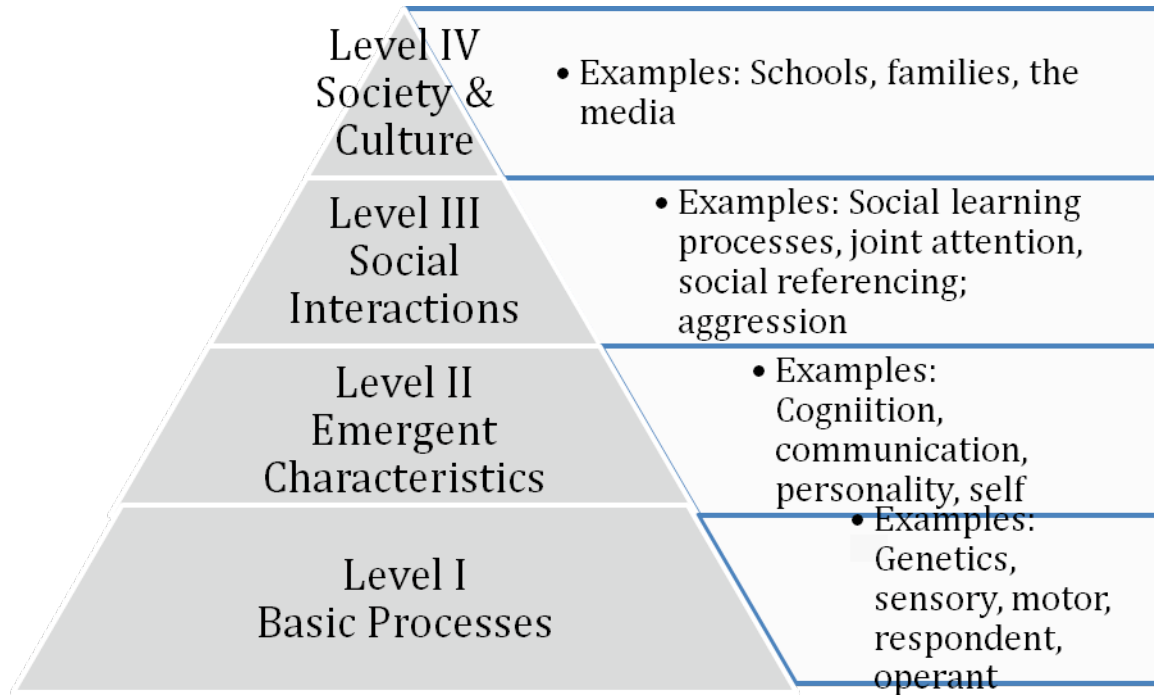 Level IV
Society &
Culture
• Examples: Schools, families, the
media
Level III
Social
Interactions
• Examples: Social learning
processes, joint attention,
social referencing;
aggression
Level II
Emergent
Characteristics
• Examples:
Cogniition,
communication,
personality, self
Level I
Basic Processes
• Examples:
Genetics,
sensory, motor,
respondent,
operant